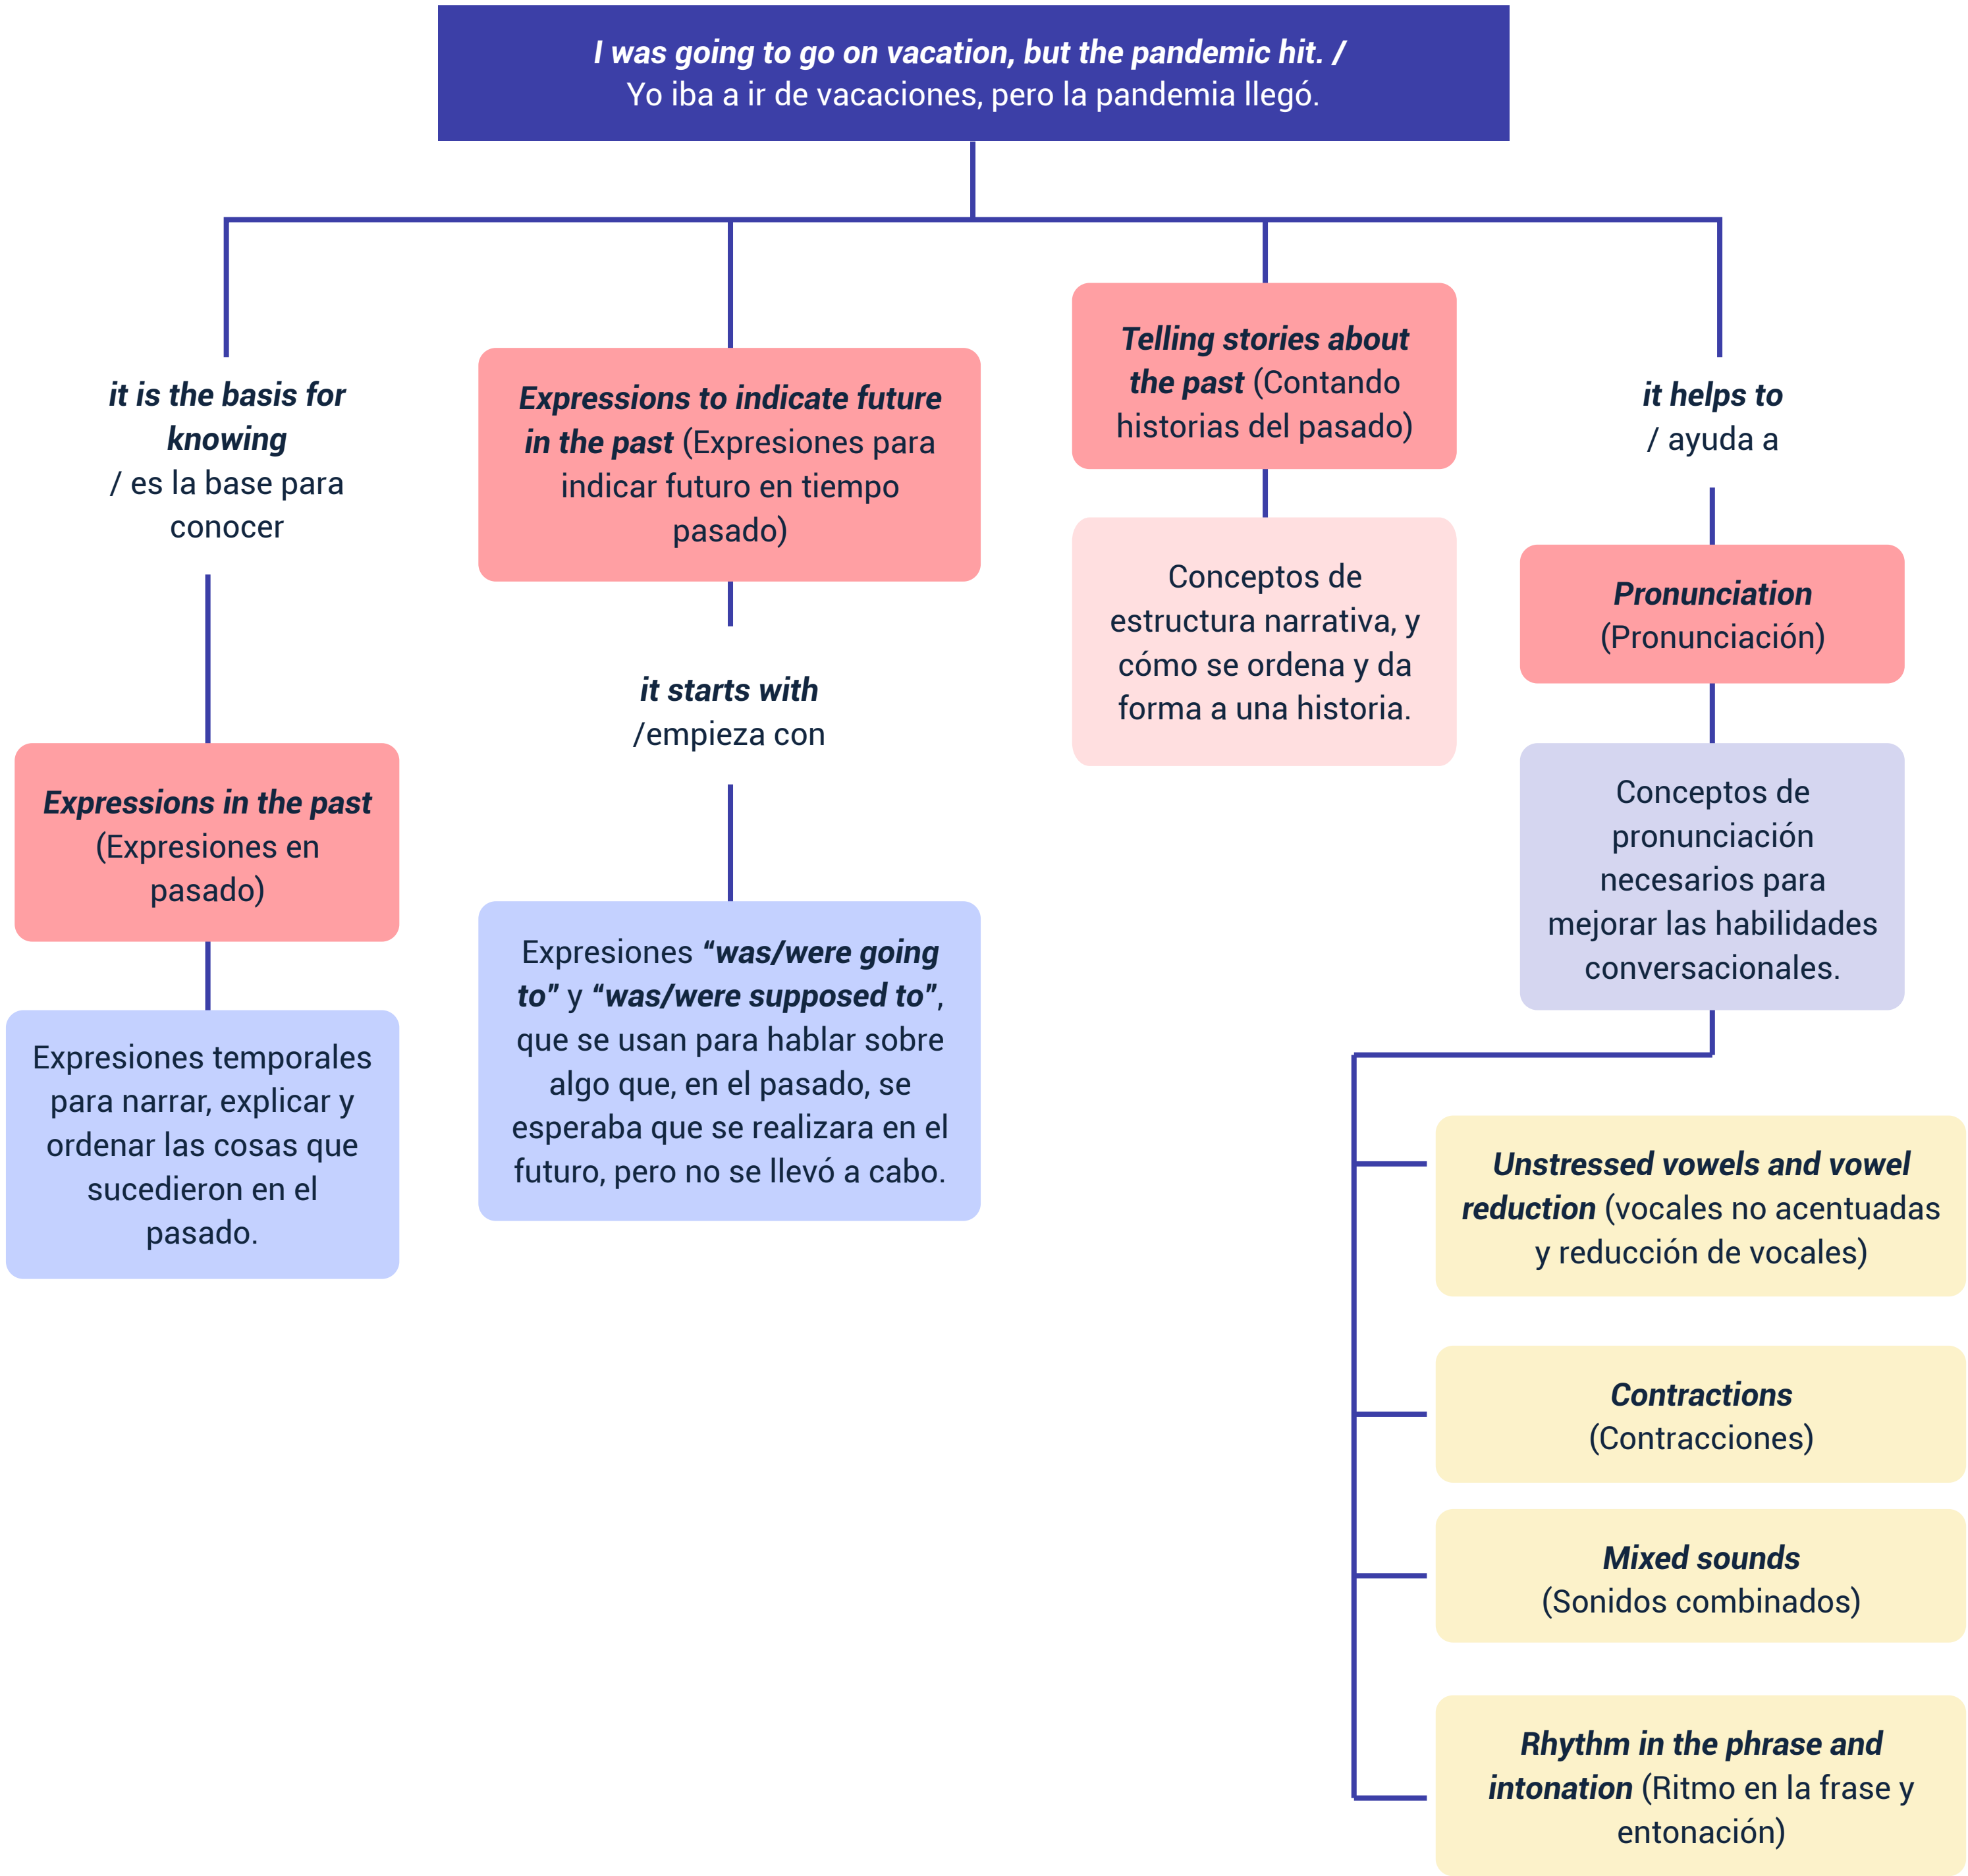 I was going to go on vacation, but the pandemic hit. /
Yo iba a ir de vacaciones, pero la pandemia llegó.
it is the basis for
knowing
/ es la base para
conocer
Expressions in the past
(Expresiones en
pasado)
Expresiones temporales
para narrar, explicar y
ordenar las cosas que
sucedieron en el
pasado.
Expressions to indicate future
in the past (Expresiones para
indicar futuro en tiempo
pasado)
it starts with
/empieza con
Expresiones “was/were going
to” y “was/were supposed to”,
que se usan para hablar sobre
algo que, en el pasado, se
esperaba que se realizara en el
futuro, pero no se llevó a cabo.
Telling stories about
the past (Contando
historias del pasado)
Conceptos de
estructura narrativa, y
cómo se ordena y da
forma a una historia.
it helps to
/ ayuda a
Pronunciation
(Pronunciación)
Conceptos de
pronunciación
necesarios para
mejorar las habilidades
conversacionales.
Unstressed vowels and vowel
reduction (vocales no acentuadas
y reducción de vocales)
Contractions
(Contracciones)
Mixed sounds
(Sonidos combinados)
Rhythm in the phrase and
intonation (Ritmo en la frase y
entonación)